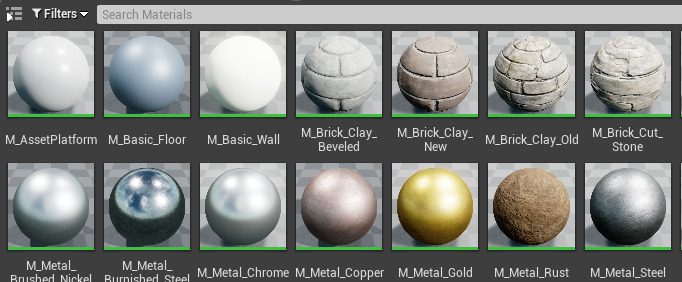 Filters
Search Materials
M_AssetPlatform
M_Basic_Floor
M_Basic_Wall
M_Brick_Clay_
Beveled
M_Brick_Clay_
New
M_Brick_Clay_Old
M_Brick_Cut_
Stone
M_Metal_
Brushed_Nickel
M_Metal_
Burnished_Steel
M_Metal_Chrome
M_Metal_Copper
M_Metal_Gold
M_Metal_Rust
M_Metal_Steel